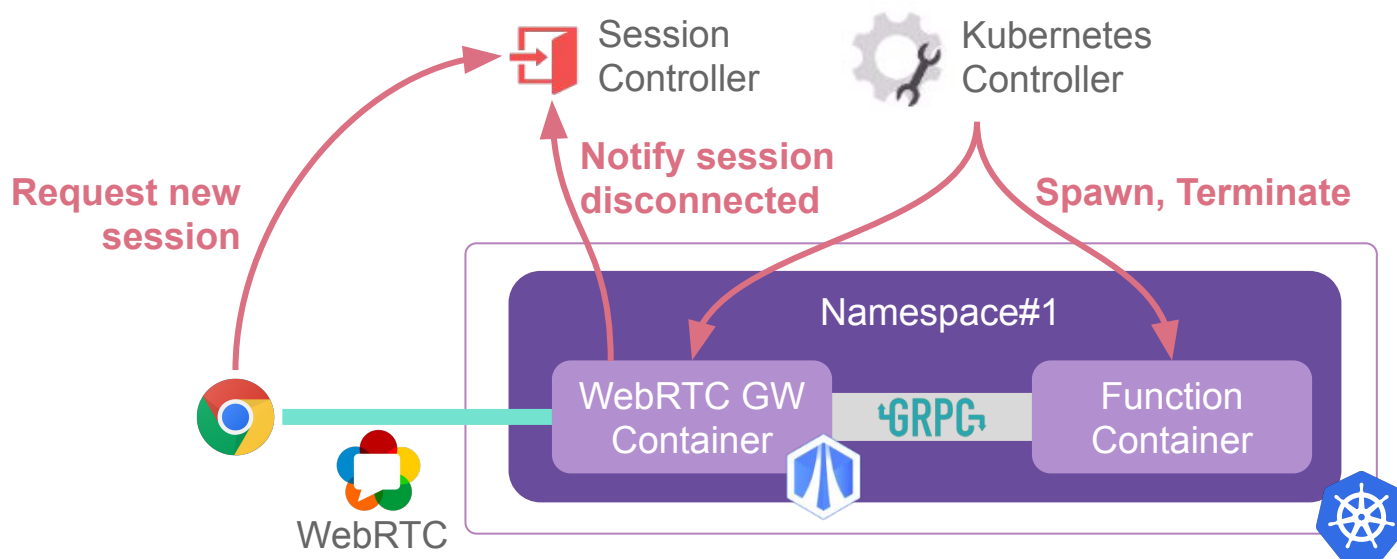 Session
Controller
Kubernetes
Controller
Request new
session
Notify session
disconnected
Spawn, Terminate
Namespace#1
WebRTC GW
Container
GRPC
Function
Container
WebRTC